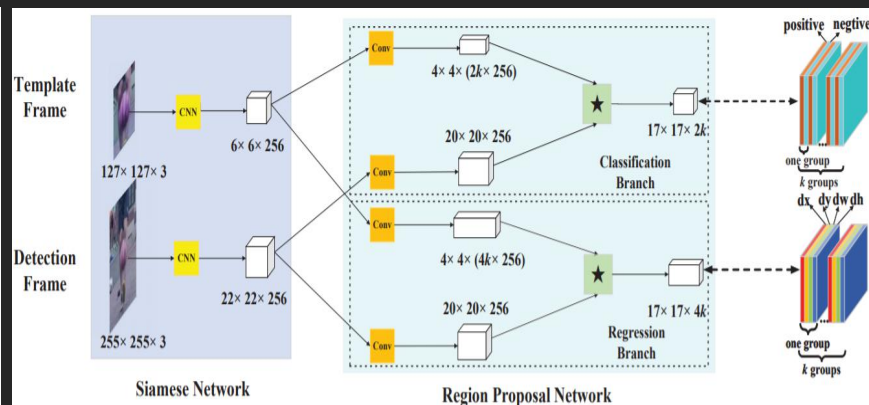 positive
negtive
Template
Frame
127× 127× 3
CNN
6× 6× 256
Conv
4× 4× (2k× 256)
20× 20× 256
Conv
★
17× 17× 2k
Classification
Branch
one group
...
k groups
Detection
Frame
255× 255× 3
CNN
22× 22× 256
Conv
4× 4× (4k× 256)
20× 20× 256
Conv
★
17× 17× 4k
Regression
Branch
dx dy dw dh
one group
...
k groups
Siamese Network
Region Proposal Network